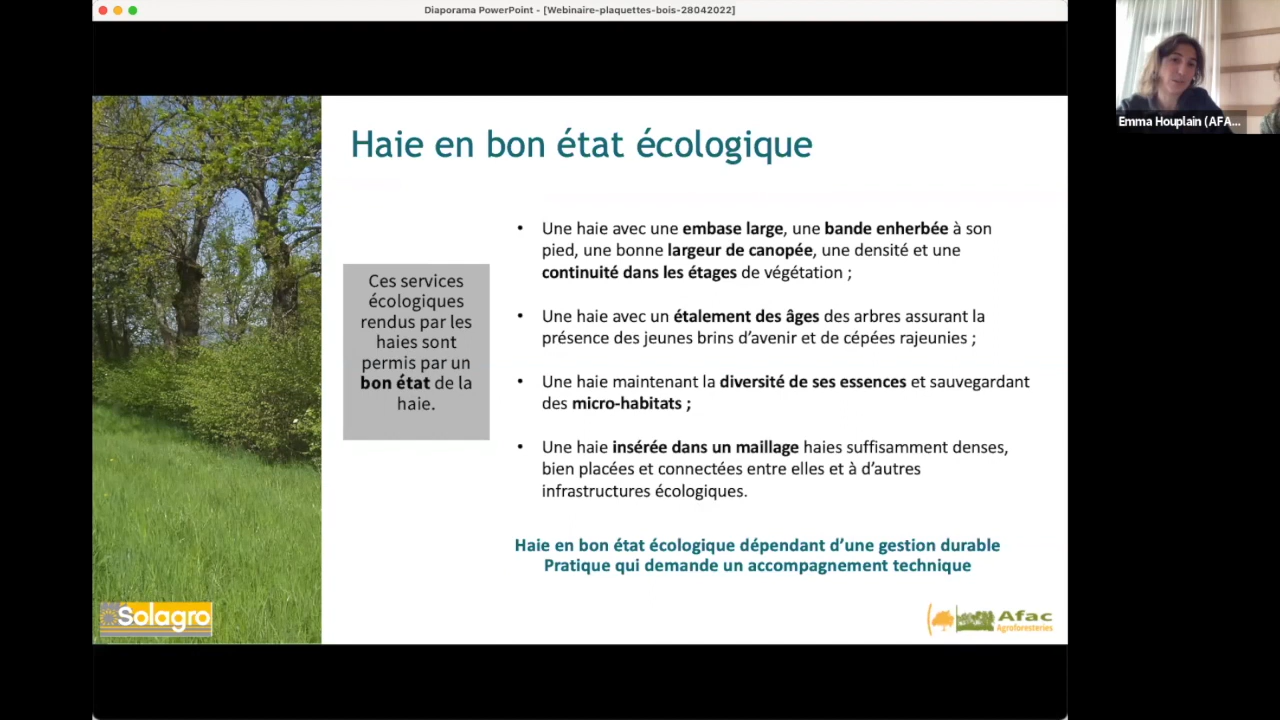 Diaporama PowerPoint - [Webinaire-plaquettes-bois-28042022]
Emma Houplain (AFA...
Haie en bon état écologique
Ces services
écologiques
rendus par les
haies sont
permis par un
bon état de la
haie.
• Une haie avec une embase large, une bande enherbée à son
pied, une bonne largeur de canopée, une densité et une
continuité dans les étages de végétation ;
• Une haie avec un étalement des âges des arbres assurant la
présence des jeunes brins d’avenir et de cépées rajeunies ;
• Une haie maintenant la diversité de ses essences et sauvegardant
des micro-habitats ;
• Une haie insérée dans un maillage haies suffisamment denses,
bien placées et connectées entre elles et à d’autres
infrastructures écologiques.
Haie en bon état écologique dépendant d’une gestion durable
Pratique qui demande un accompagnement technique
Solagro
Afac
Agroforesteries